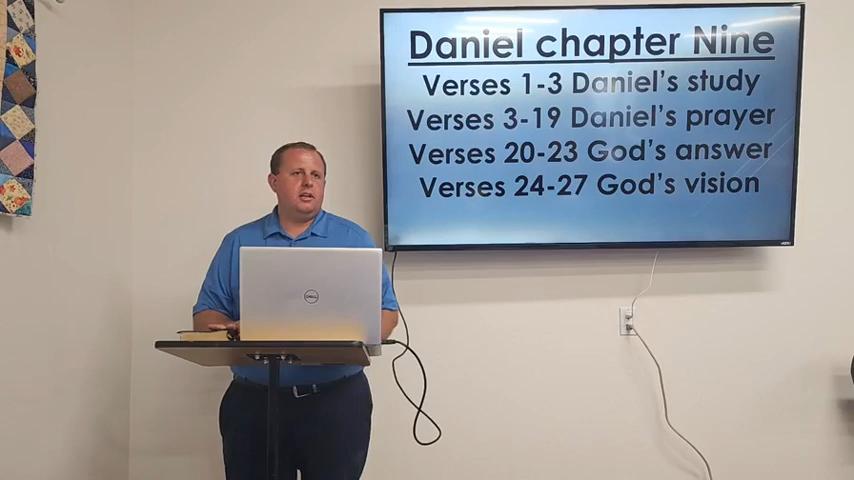 Daniel chapter Nine
Verses 1-3 Daniel's study
Verses 3-19 Daniel's prayer
Verses 20-23 God's answer
Verses 24-27 God's vision
DELL